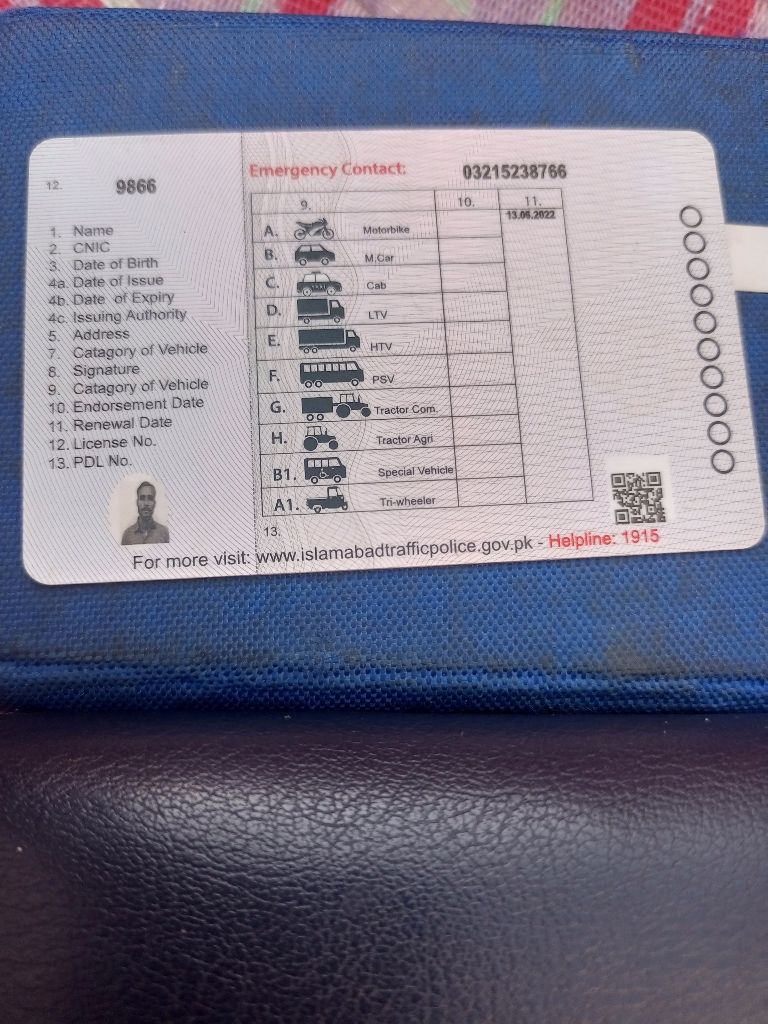 12. 9866
Emergency Contact: 03215238766
1. Name
2. CNIC
3. Date of Birth
4a. Date of Issue
4b. Date of Expiry
4c. Issuing Authority
5. Address
7. Catagory of Vehicle
8. Signature
9. Catagory of Vehicle
10. Endorsement Date
11. Renewal Date
12. License No.
13. PDL No.
9. 10. 11.
13.06.2022
A. Motorbike
B. M.Car
C. Cab
D. LTV
E. HTV
F. PSV
G. Tractor Com.
H. Tractor Agri
B1. Special Vehicle
A1. Tri-wheeler
13.
For more visit: www.islamabadtrafficpolice.gov.pk - Helpline: 1915